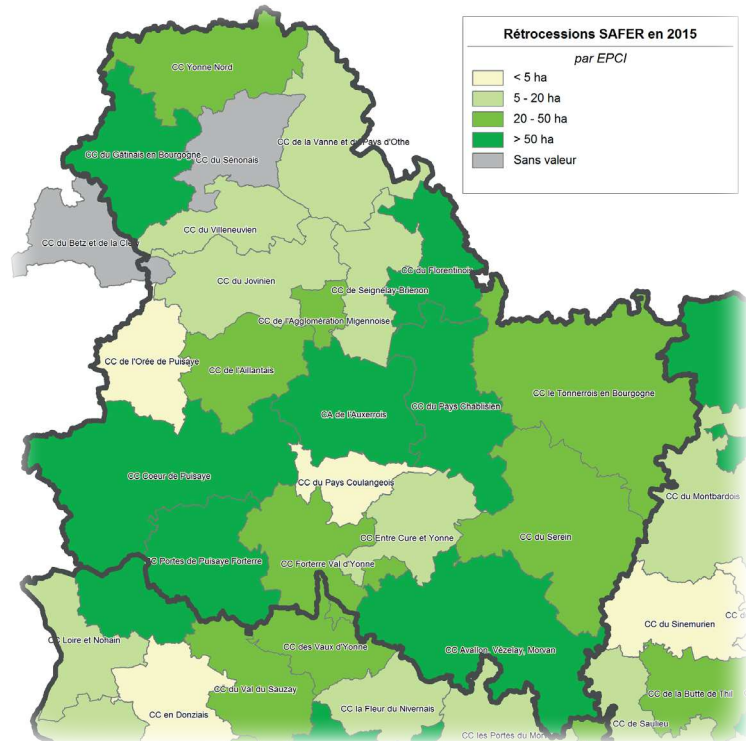 Rétrocessions SAFER en 2015
par EPCI
< 5 ha
5 - 20 ha
20 - 50 ha
> 50 ha
Sans valeur
CC Yonne Nord
CC de la Vanne et du Pays d'Othe
CC du Gâtinais en Bourgogne
CC du Sénonais
CC du Villeneuvien
CC du Betz et de la Cléry
CC du Jovinien
CC du Florentinois
CC de Seignelay-Brienon
CC de l'Agglomération Migennoise
CC de l'Orée de Puisaye
CC de l'Aillantais
CC le Tonnerrois en Bourgogne
CA de l'Auxerrois
CC du Pays Chablisien
CC Coeur de Puisaye
CC du Pays Coulangeois
CC du Montbardois
CC Entre Cure et Yonne
CC du Serein
CC Portes de Puisaye Forterre
CC Forterre Val d'Yonne
CC du Sinemurien
CC d
CC Loire et Nohain
CC des Vaux d'Yonne
CC Avallon, Vézelay, Morvan
CC du Val du Sauzay
CC de la Butte de Thil
CC en Donziais
CC la Fleur du Nivernais
CC de Saulieu
CC les Portes du Mor